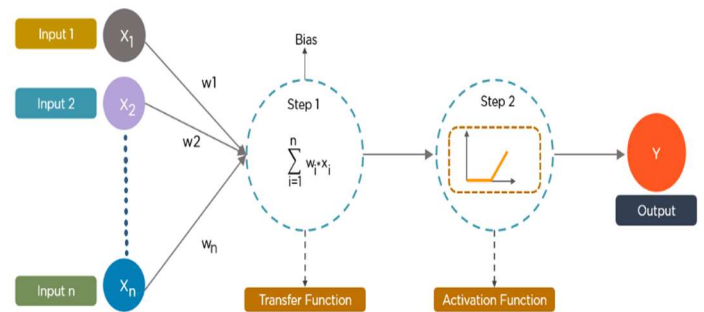 Input 1
X1
Bias
w1
Input 2
X2
Step 1
Step 2
w2
n
∑ wi*xi
i=1
Y
Output
wn
Input n
Xn
Transfer Function
Activation Function